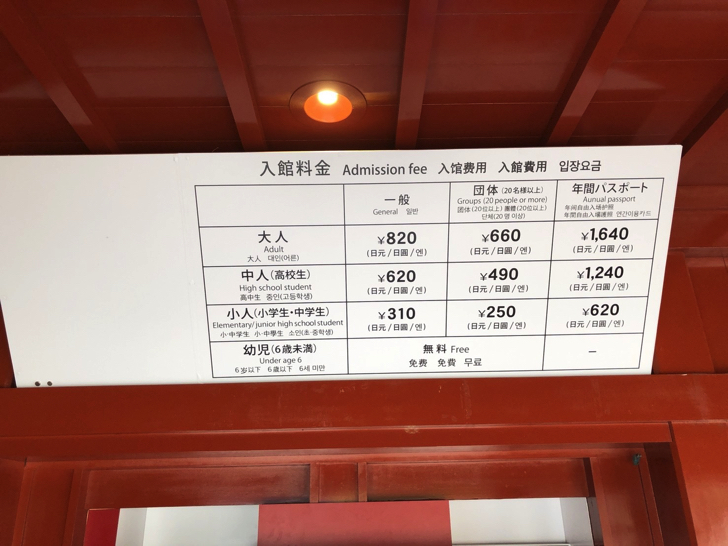 入館料金 Admission fee 入馆费用 入館費用 입장요금
一般
General 일반
団体 (20名様以上)
Groups (20 people or more)
团体(20位以上) 團體(20位以上)
단체(20명 이상)
年間パスポート
Aunual passport
年间自由入场护照
年間自由入場護照 연간이용카드
大人
Adult
大人 대인(어른)
¥820
(日元/日圓/엔)
¥660
(日元/日圓/엔)
¥1,640
(日元/日圓/엔)
中人(高校生)
High school student
高中生 중인(고등학생)
¥620
(日元/日圓/엔)
¥490
(日元/日圓/엔)
¥1,240
(日元/日圓/엔)
小人(小学生・中学生)
Elementary/junior high school student
小·中学生 小·中學生 소인(초·중학생)
¥310
(日元/日圓/엔)
¥250
(日元/日圓/엔)
¥620
(日元/日圓/엔)
幼児(6歳未満)
Under age 6
6岁以下 6歲以下 6세 미만
無料 Free
免费 免費 무료
—